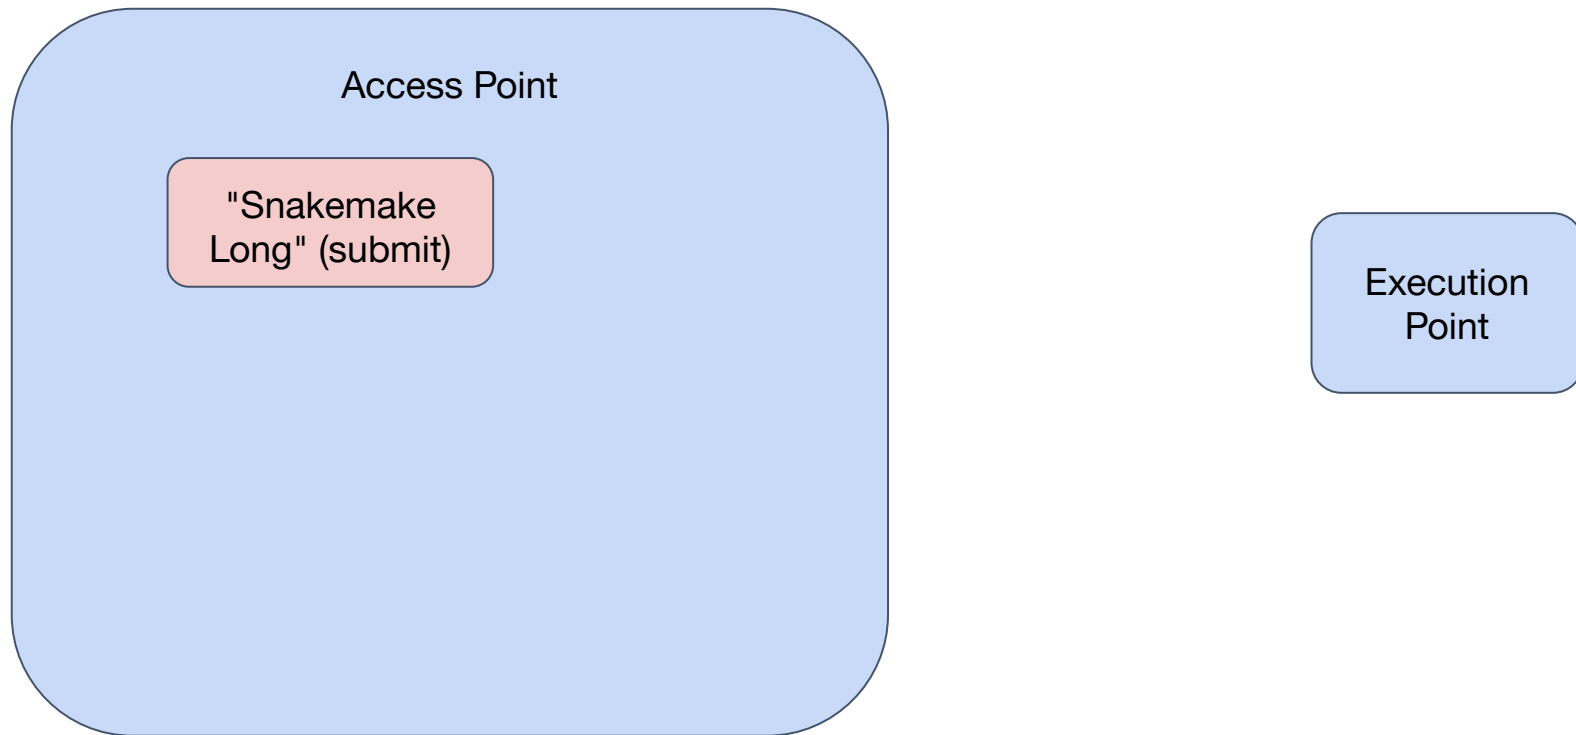 Access Point
"Snakemake
Long" (submit)
Execution
Point